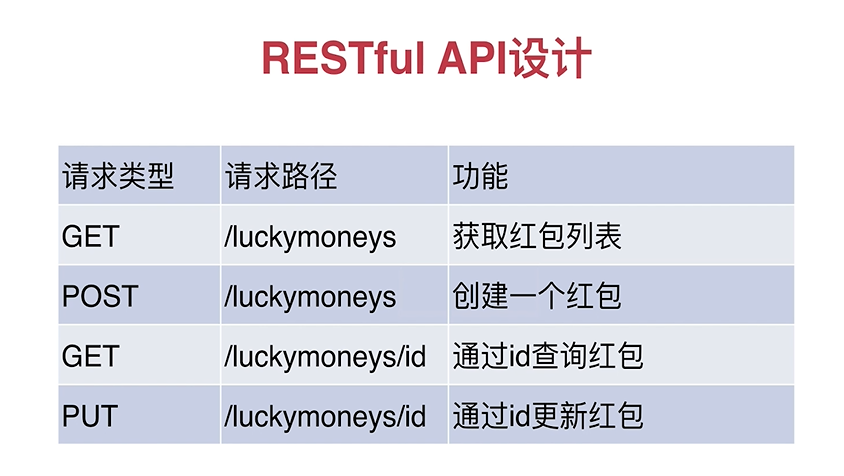 RESTful API设计
请求类型 请求路径 功能
GET /luckymoneys 获取红包列表
POST /luckymoneys 创建一个红包
GET /luckymoneys/id 通过id查询红包
PUT /luckymoneys/id 通过id更新红包